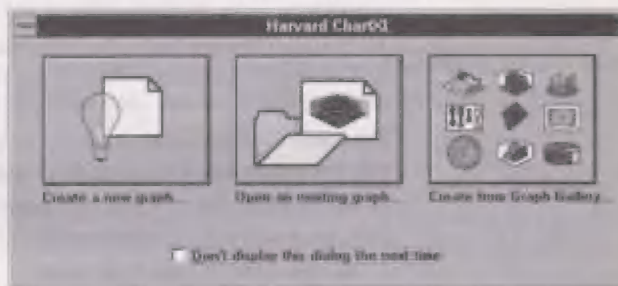 Harvard ChartXL
Create a new graph...
Open an existing graph...
Create from Graph Gallery...
Don't display this dialog the next time